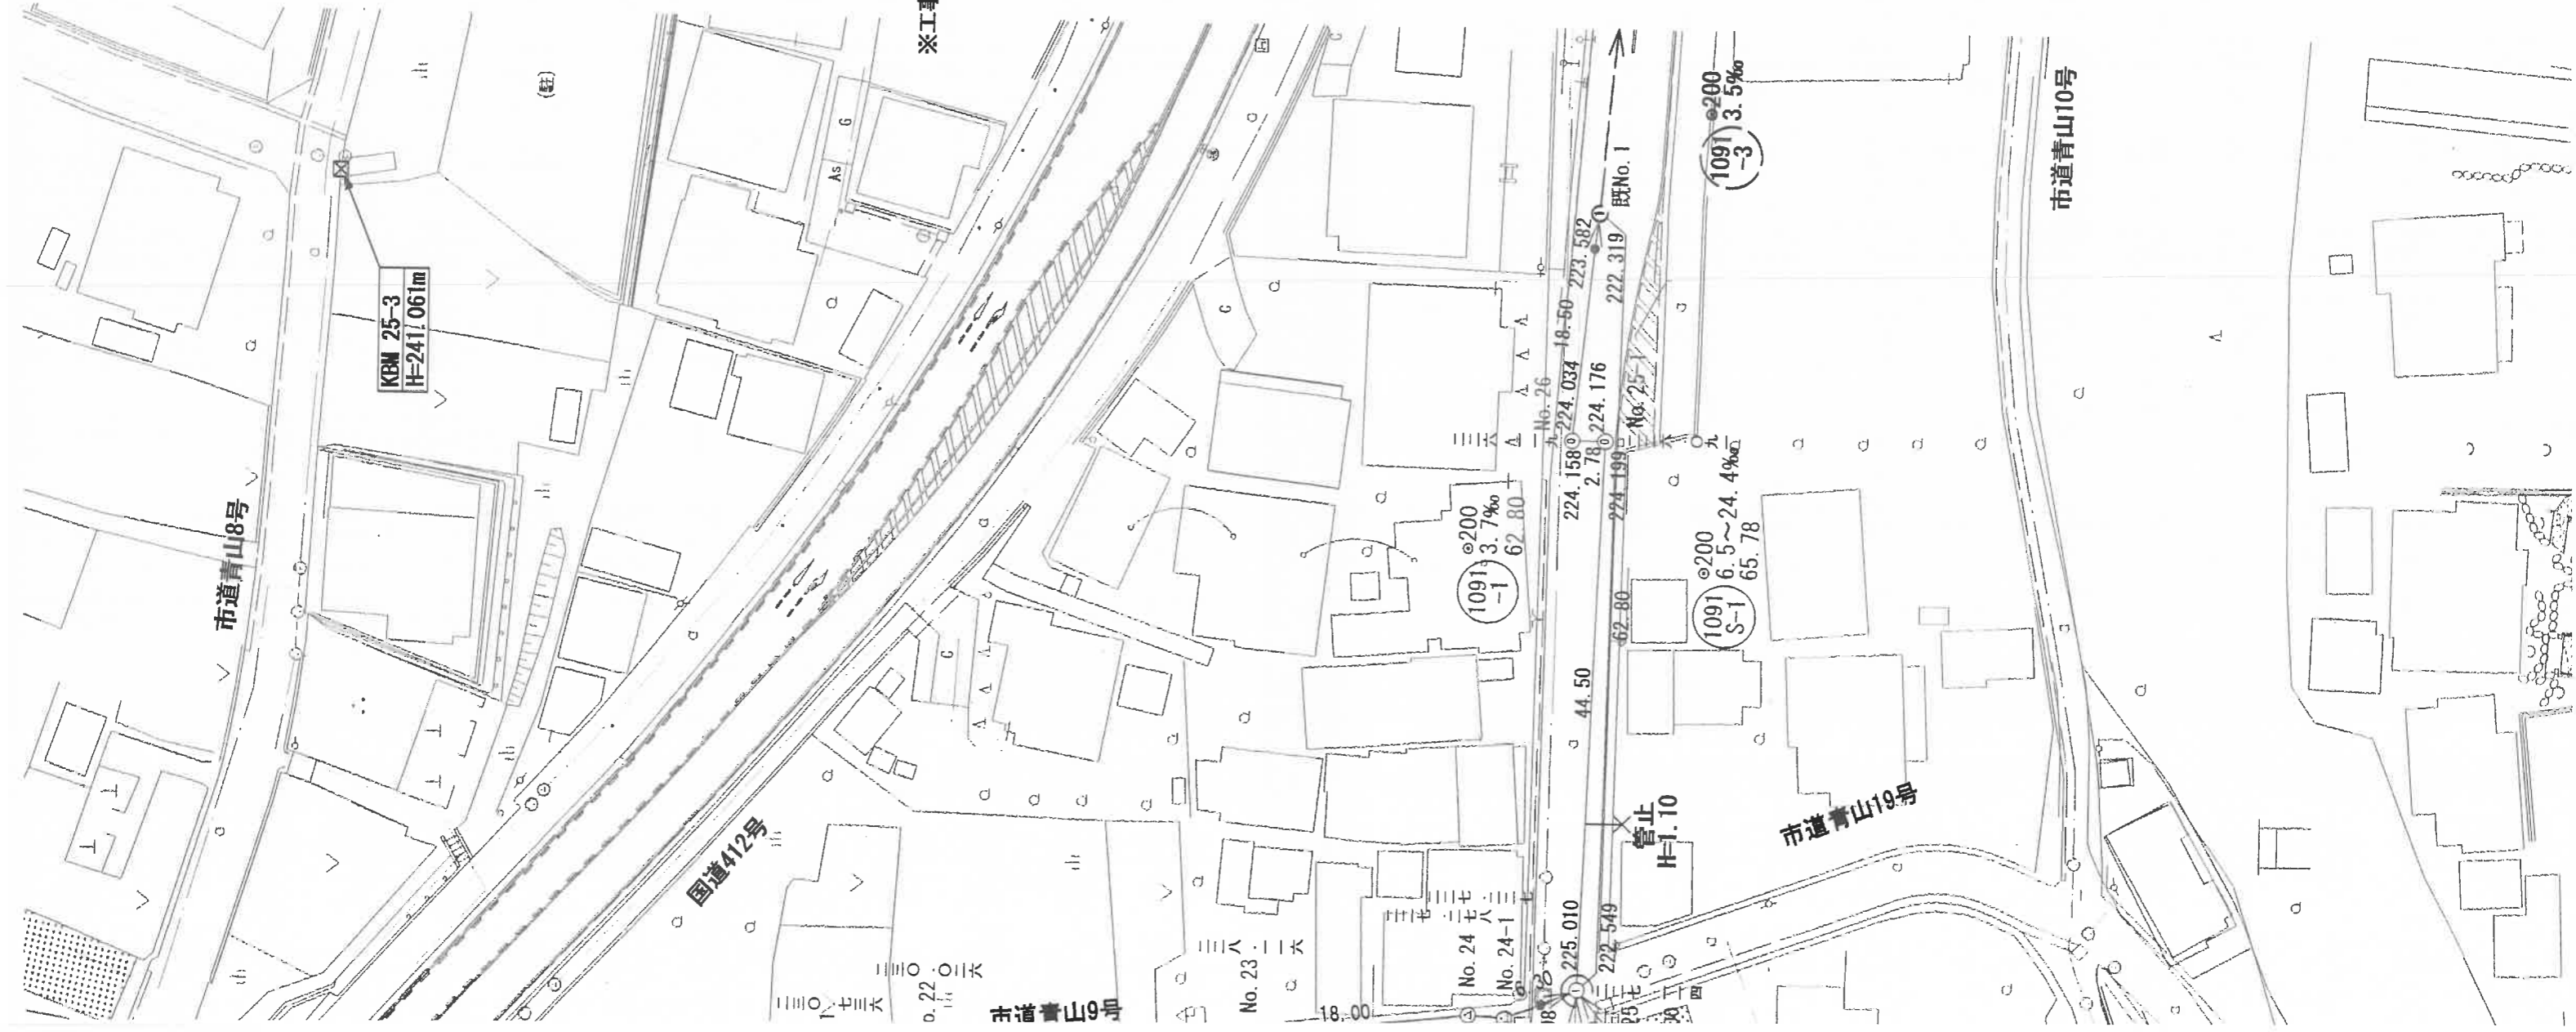 ※工事
(駐)
KBM 25-3
H=241.061m
市道青山8号
As
G
国道412号
G
C
C
C
市道青山9号
No. 23
18.00
No. 24
No. 24-1
225.010
222.549
管止
H=1.10
44.50
62.80
1091
-1
⊙200
3.7‰
62.80
1091
S-1
⊙200
6.5～24.4‰
65.78
No. 26
224.034
18.50
223.582
224.158
2.78
224.176
224.199
No. 25-1
222.319
既No. 1
1091
-3
⊙200
3.5‰
市道青山10号
市道青山19号